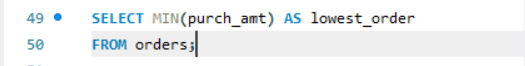 49 SELECT MIN(purch_amt) AS lowest_order
50 FROM orders;